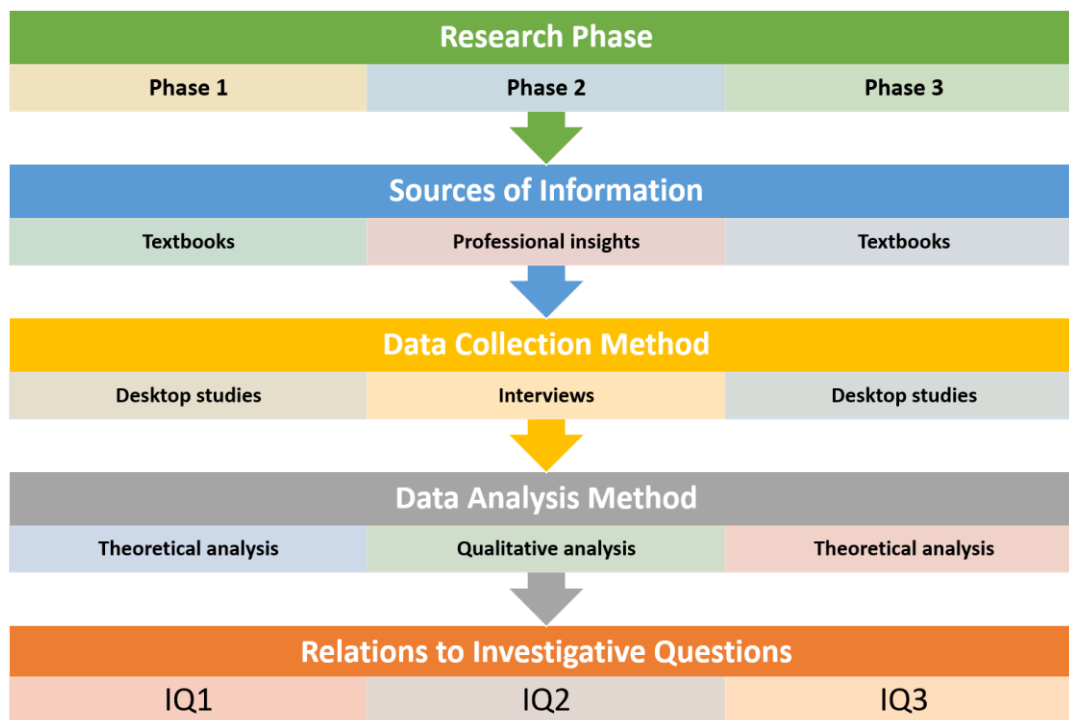 Research Phase
Phase 1 Phase 2 Phase 3
Sources of Information
Textbooks Professional insights Textbooks
Data Collection Method
Desktop studies Interviews Desktop studies
Data Analysis Method
Theoretical analysis Qualitative analysis Theoretical analysis
Relations to Investigative Questions
IQ1 IQ2 IQ3